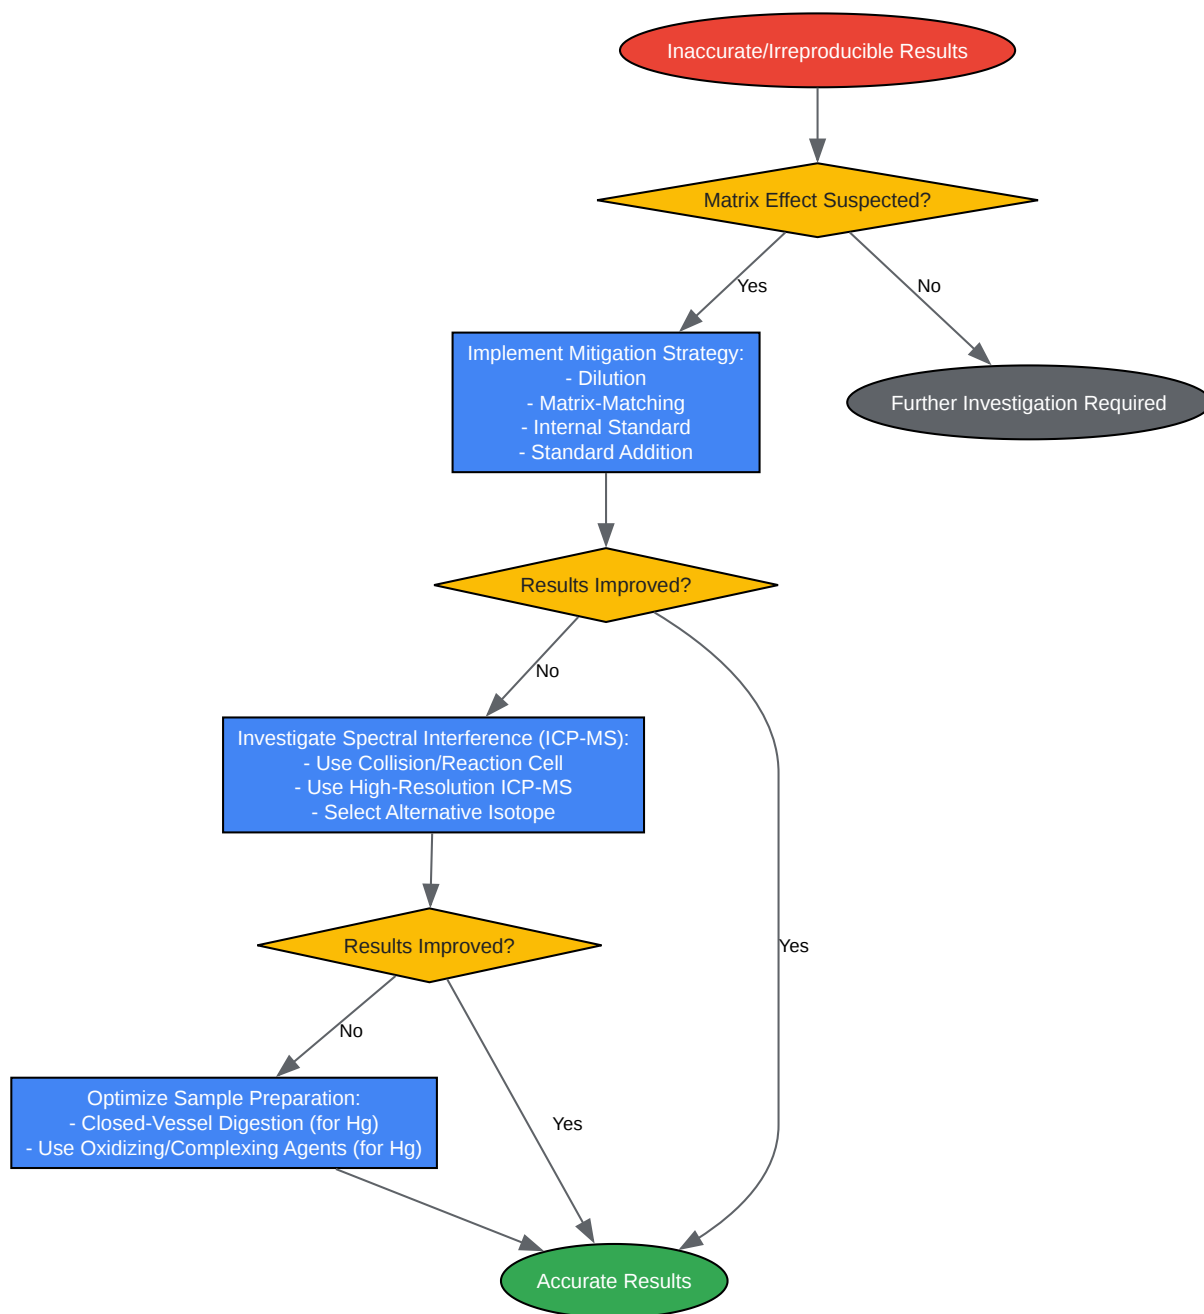 Inaccurate/Irreproducible Results
Matrix Effect Suspected?
Yes
No
Implement Mitigation Strategy:
- Dilution
- Matrix-Matching
- Internal Standard
- Standard Addition
Further Investigation Required
Results Improved?
No
Investigate Spectral Interference (ICP-MS):
- Use Collision/Reaction Cell
- Use High-Resolution ICP-MS
- Select Alternative Isotope
Results Improved?
Yes
No
Optimize Sample Preparation:
- Closed-Vessel Digestion (for Hg)
- Use Oxidizing/Complexing Agents (for Hg)
Yes
Accurate Results